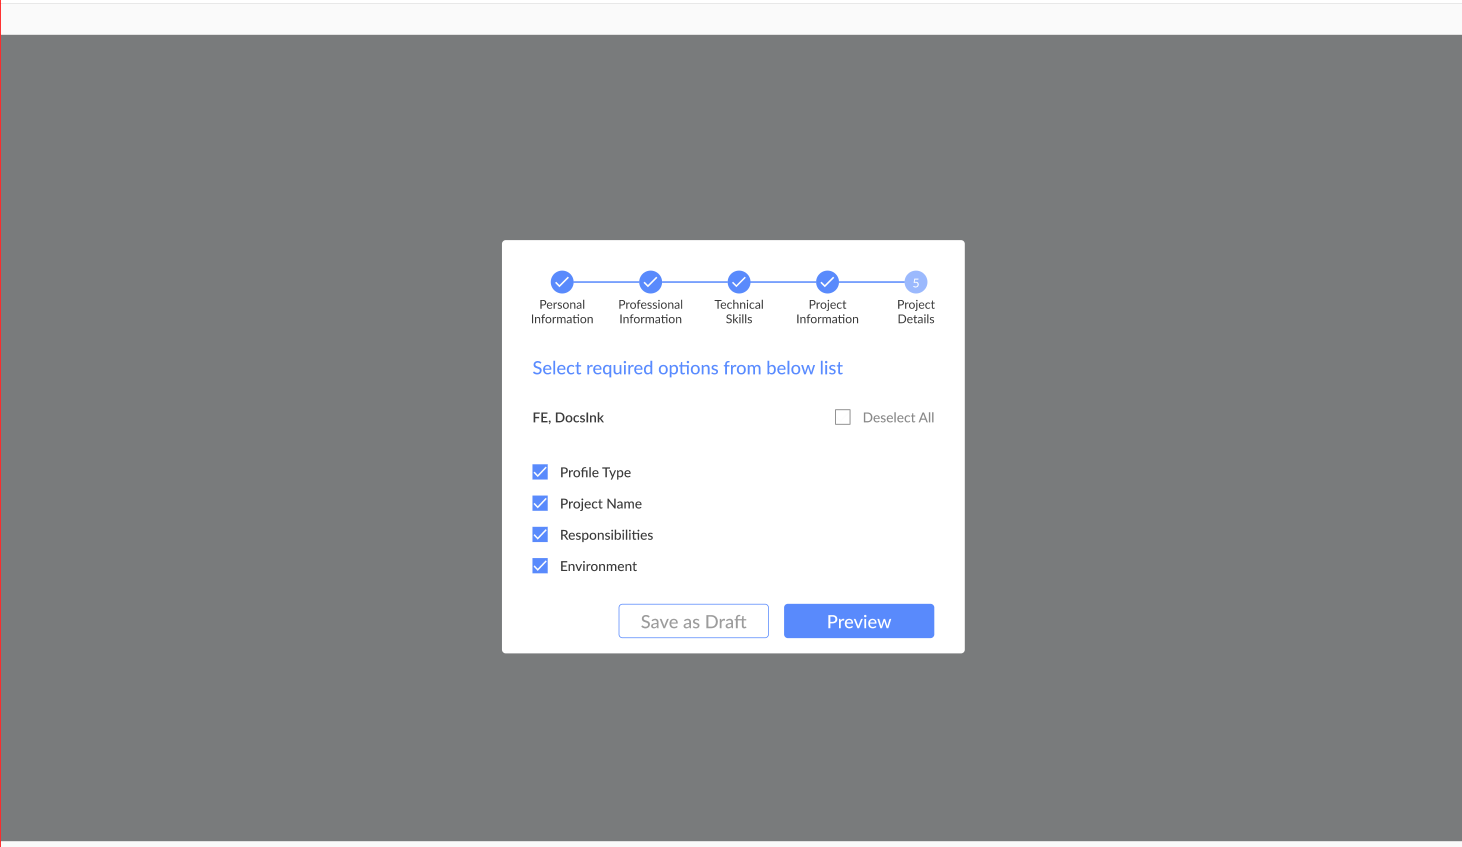 5
Personal Information
Professional Information
Technical Skills
Project Information
Project Details
Select required options from below list
FE, DocsInk
Deselect All
Profile Type
Project Name
Responsibilities
Environment
Save as Draft
Preview